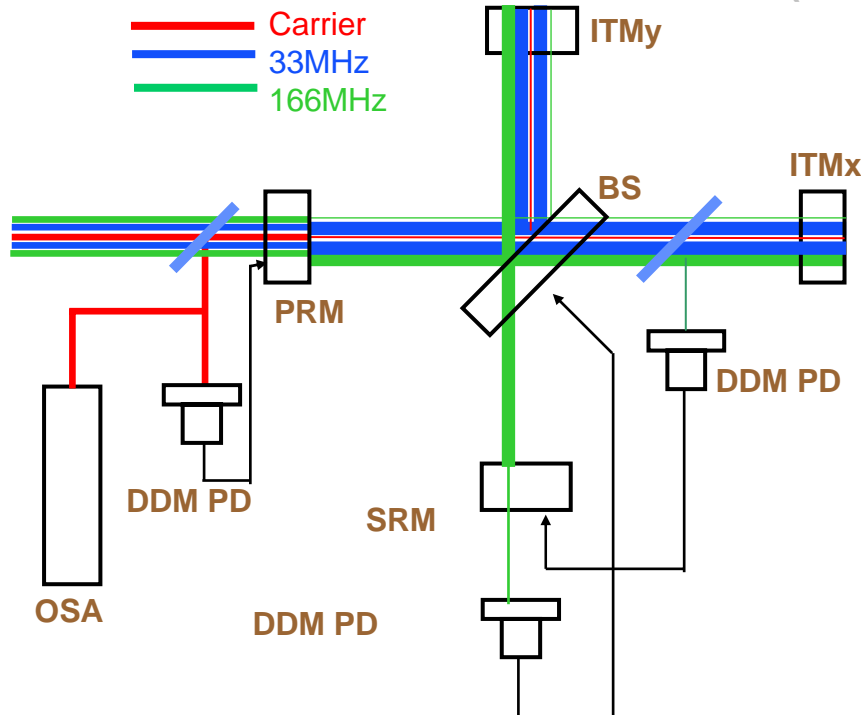 Carrier
33MHz
166MHz
ITMy
ITMx
BS
PRM
DDM PD
DDM PD
SRM
OSA
DDM PD